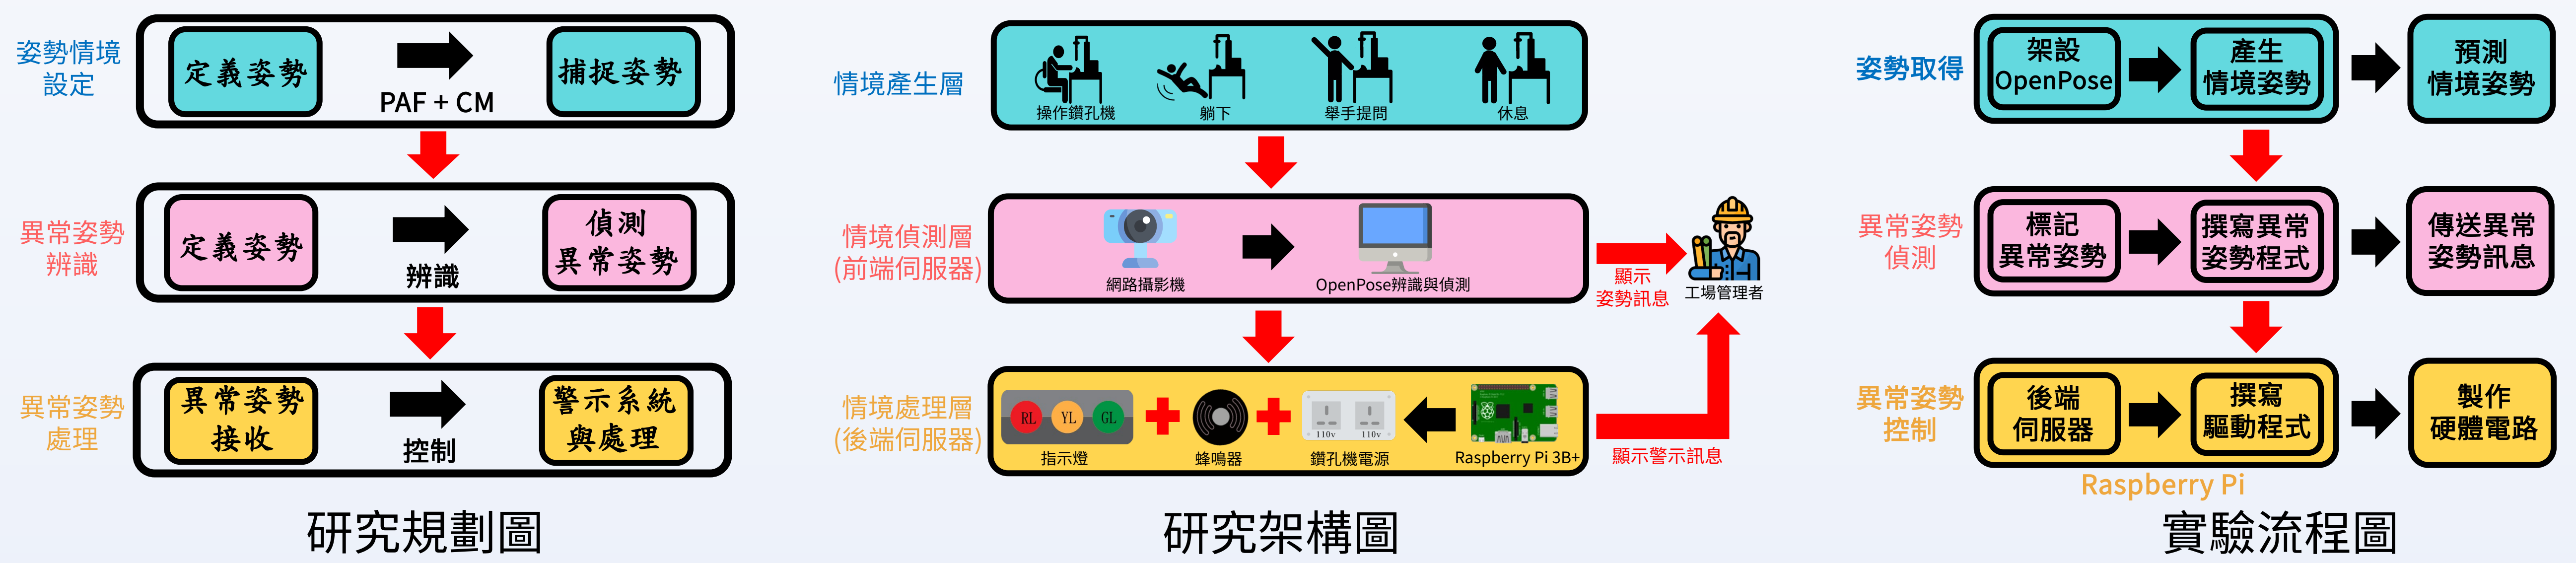 姿勢情境
設定
定義姿勢
PAF + CM
捕捉姿勢
異常姿勢
辨識
定義姿勢
辨識
偵測
異常姿勢
異常姿勢
處理
異常姿勢
接收
控制
警示系統
與處理
研究規劃圖
情境產生層
操作鑽孔機
躺下
舉手提問
休息
情境偵測層
(前端伺服器)
網路攝影機
OpenPose辨識與偵測
顯示
姿勢訊息
工場管理者
情境處理層
(後端伺服器)
RL
YL
GL
110v
110v
指示燈
蜂鳴器
鑽孔機電源
Raspberry Pi 3B+
顯示警示訊息
研究架構圖
姿勢取得
架設
OpenPose
產生
情境姿勢
預測
情境姿勢
異常姿勢
偵測
標記
異常姿勢
撰寫異常
姿勢程式
傳送異常
姿勢訊息
異常姿勢
控制
後端
伺服器
撰寫
驅動程式
製作
硬體電路
Raspberry Pi
實驗流程圖